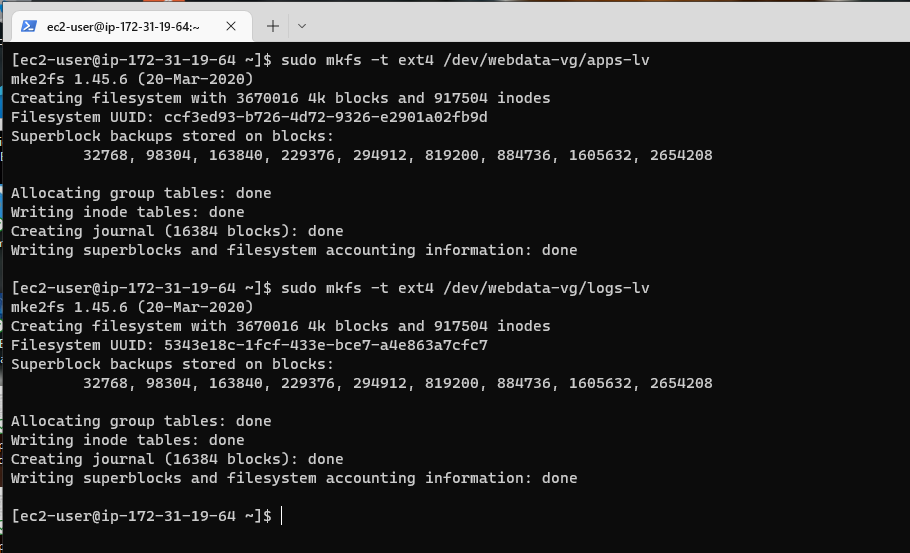 ec2-user@ip-172-31-19-64:~
[ec2-user@ip-172-31-19-64 ~]$ sudo mkfs -t ext4 /dev/webdata-vg/apps-lv
mke2fs 1.45.6 (20-Mar-2020)
Creating filesystem with 3670016 4k blocks and 917504 inodes
Filesystem UUID: ccf3ed93-b726-4d72-9326-e2901a02fb9d
Superblock backups stored on blocks:
32768, 98304, 163840, 229376, 294912, 819200, 884736, 1605632, 2654208
Allocating group tables: done
Writing inode tables: done
Creating journal (16384 blocks): done
Writing superblocks and filesystem accounting information: done
[ec2-user@ip-172-31-19-64 ~]$ sudo mkfs -t ext4 /dev/webdata-vg/logs-lv
mke2fs 1.45.6 (20-Mar-2020)
Creating filesystem with 3670016 4k blocks and 917504 inodes
Filesystem UUID: 5343e18c-1fcf-433e-bce7-a4e863a7cfc7
Superblock backups stored on blocks:
32768, 98304, 163840, 229376, 294912, 819200, 884736, 1605632, 2654208
Allocating group tables: done
Writing inode tables: done
Creating journal (16384 blocks): done
Writing superblocks and filesystem accounting information: done
[ec2-user@ip-172-31-19-64 ~]$